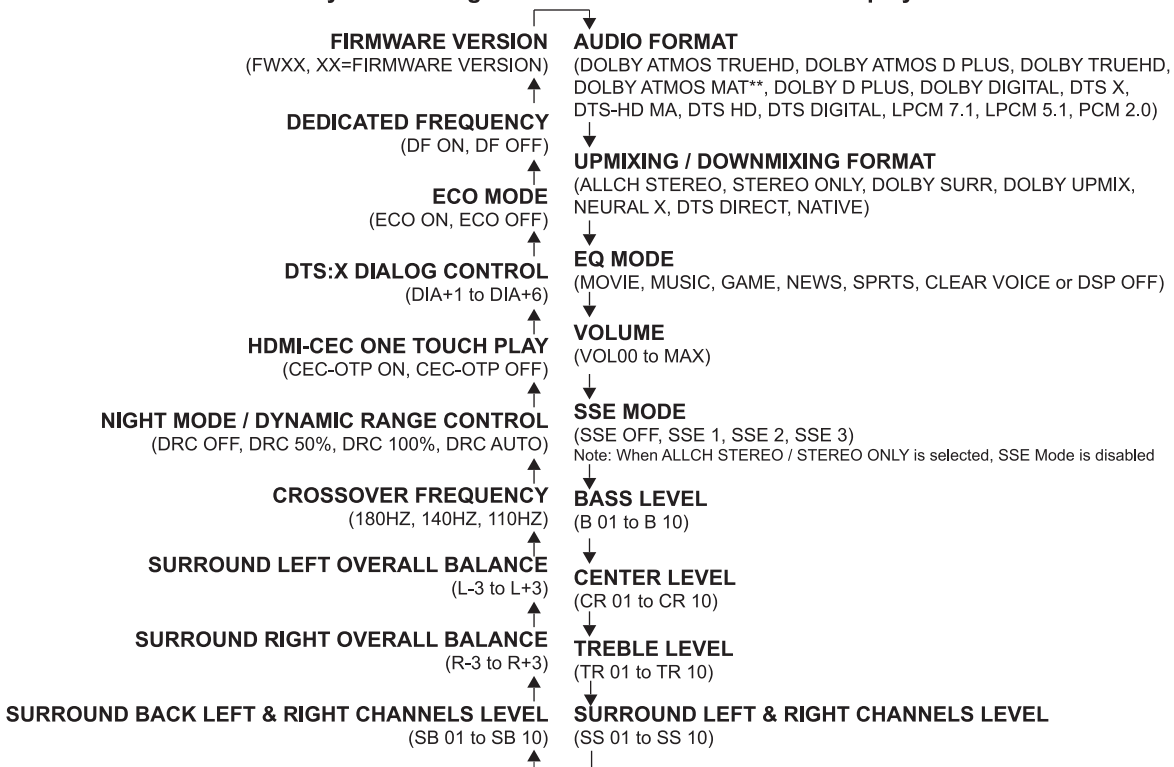 FIRMWARE VERSION
(FWXX, XX=FIRMWARE VERSION)
DEDICATED FREQUENCY
(DF ON, DF OFF)
ECO MODE
(ECO ON, ECO OFF)
DTS:X DIALOG CONTROL
(DIA+1 to DIA+6)
HDMI-CEC ONE TOUCH PLAY
(CEC-OTP ON, CEC-OTP OFF)
NIGHT MODE / DYNAMIC RANGE CONTROL
(DRC OFF, DRC 50%, DRC 100%, DRC AUTO)
CROSSOVER FREQUENCY
(180HZ, 140HZ, 110HZ)
SURROUND LEFT OVERALL BALANCE
(L-3 to L+3)
SURROUND RIGHT OVERALL BALANCE
(R-3 to R+3)
SURROUND BACK LEFT & RIGHT CHANNELS LEVEL
(SB 01 to SB 10)
AUDIO FORMAT
(DOLBY ATMOS TRUEHD, DOLBY ATMOS D PLUS, DOLBY TRUEHD,
DOLBY ATMOS MAT**, DOLBY D PLUS, DOLBY DIGITAL, DTS X,
DTS-HD MA, DTS HD, DTS DIGITAL, LPCM 7.1, LPCM 5.1, PCM 2.0)
UPMIXING / DOWNMIXING FORMAT
(ALLCH STEREO, STEREO ONLY, DOLBY SURR, DOLBY UPMIX,
NEURAL X, DTS DIRECT, NATIVE)
EQ MODE
(MOVIE, MUSIC, GAME, NEWS, SPRTS, CLEAR VOICE or DSP OFF)
VOLUME
(VOL00 to MAX)
SSE MODE
(SSE OFF, SSE 1, SSE 2, SSE 3)
Note: When ALLCH STEREO / STEREO ONLY is selected, SSE Mode is disabled
BASS LEVEL
(B 01 to B 10)
CENTER LEVEL
(CR 01 to CR 10)
TREBLE LEVEL
(TR 01 to TR 10)
SURROUND LEFT & RIGHT CHANNELS LEVEL
(SS 01 to SS 10)